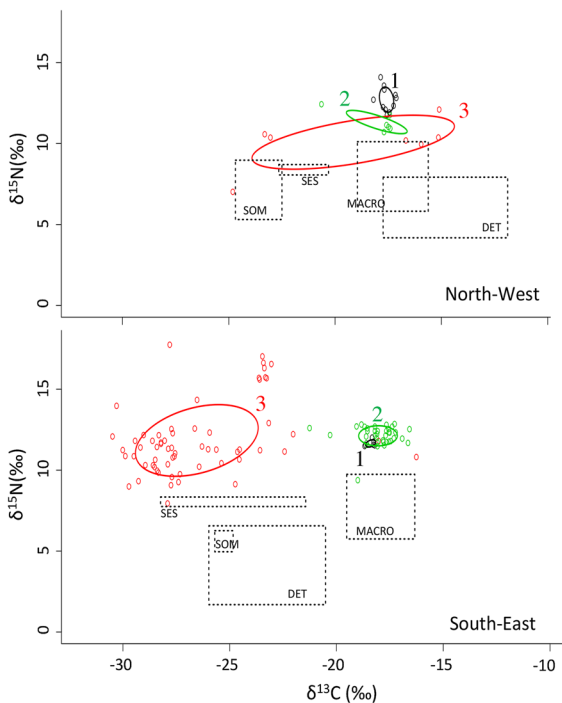 15
10
5
0
δ¹⁵N(‰)
1
2
3
SES
SOM
MACRO
DET
North-West
15
10
5
0
δ¹⁵N(‰)
3
2
1
SES
SOM
DET
MACRO
South-East
-30 -25 -20 -15 -10
δ¹³C (‰)